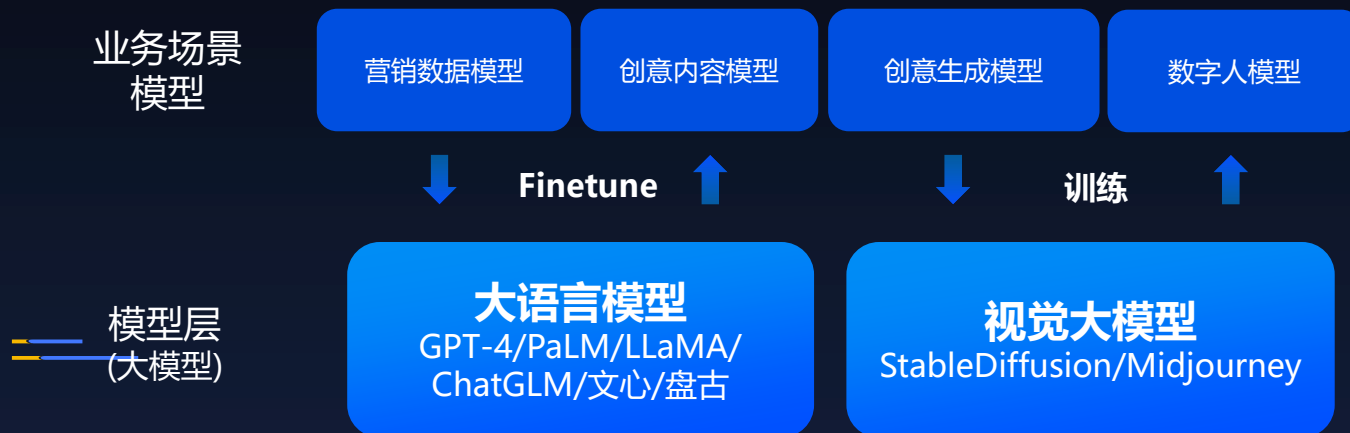 业务场景
模型
营销数据模型
创意内容模型
创意生成模型
数字人模型
Finetune
训练
模型层
(大模型)
大语言模型
GPT-4/PaLM/LLaMA/
ChatGLM/文心/盘古
视觉大模型
StableDiffusion/Midjourney